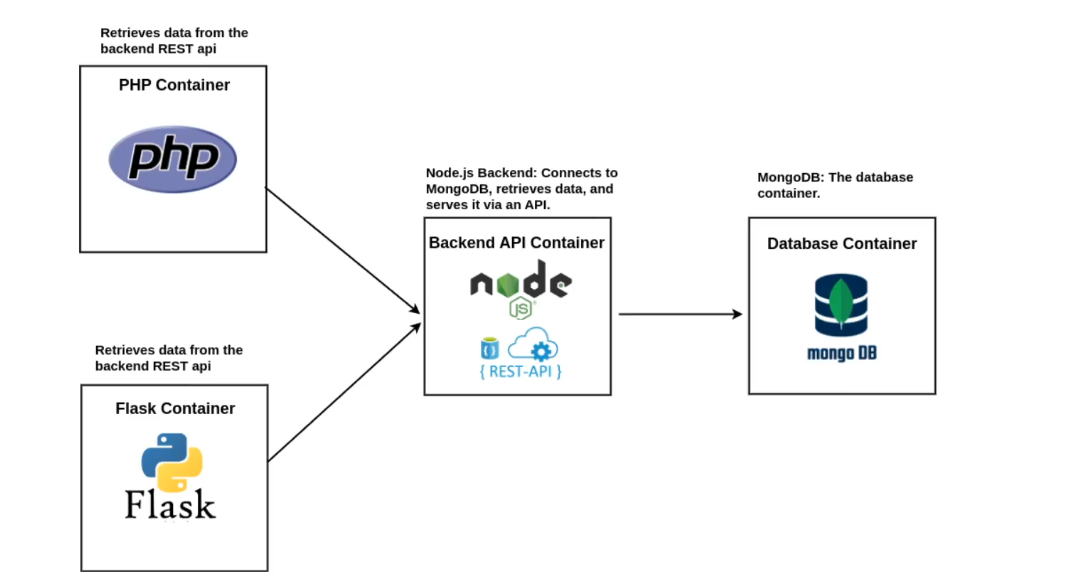 Retrieves data from the
backend REST api
PHP Container
php
Node.js Backend: Connects to
MongoDB, retrieves data, and
serves it via an API.
Backend API Container
node
JS
{ REST-API }
MongoDB: The database
container.
Database Container
mongo DB
Retrieves data from the
backend REST api
Flask Container
Flask